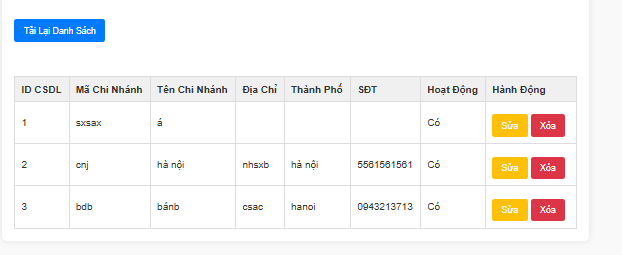 Tải Lại Danh Sách
ID CSDL Mã Chi Nhánh Tên Chi Nhánh Địa Chỉ Thành Phố SĐT Hoạt Động Hành Động
1 sxsax á Có Sửa Xóa
2 cnj hà nội nhsxb hà nội 5561561561 Có Sửa Xóa
3 bdb bánb csac hanoi 0943213713 Có Sửa Xóa